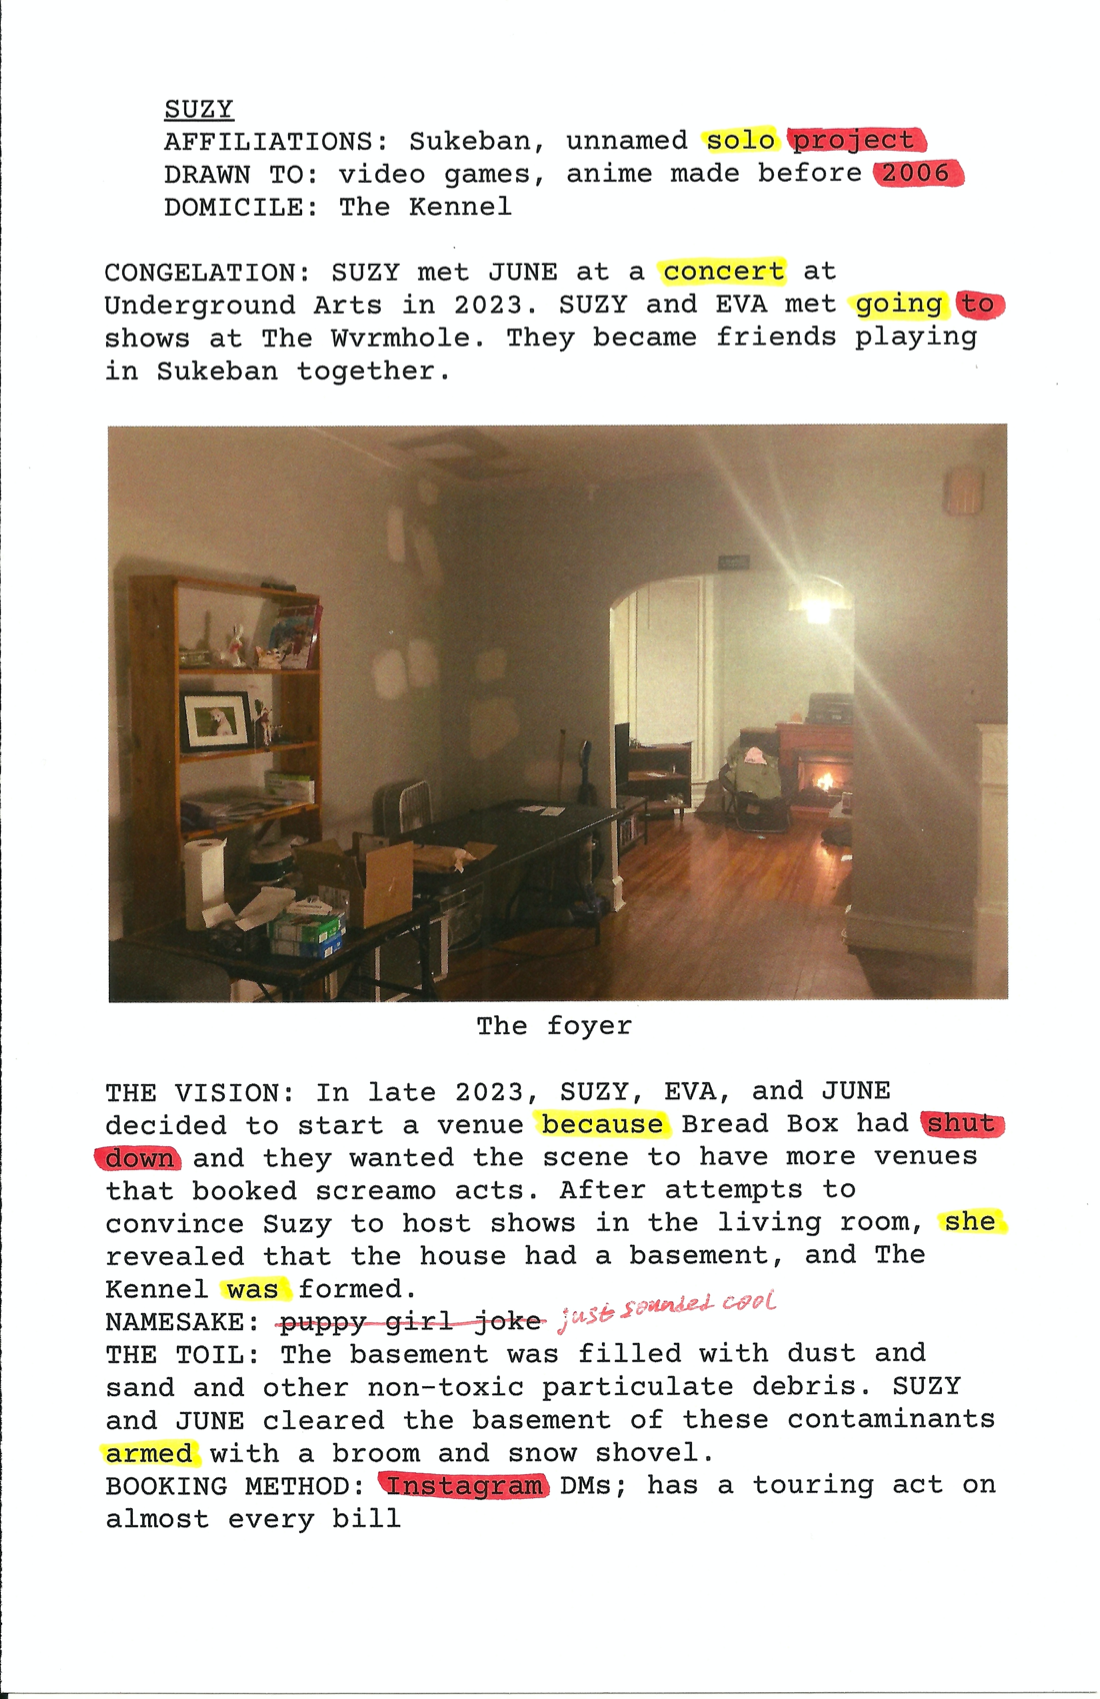 SUZY
AFFILIATIONS: Sukeban, unnamed solo project
DRAWN TO: video games, anime made before 2006
DOMICILE: The Kennel
CONGELATION: SUZY met JUNE at a concert at
Underground Arts in 2023. SUZY and EVA met going to
shows at The Wvrmhole. They became friends playing
in Sukeban together.
The foyer
THE VISION: In late 2023, SUZY, EVA, and JUNE
decided to start a venue because Bread Box had shut
down and they wanted the scene to have more venues
that booked screamo acts. After attempts to
convince Suzy to host shows in the living room, she
revealed that the house had a basement, and The
Kennel was formed.
NAMESAKE: puppy girl joke just sounded cool
THE TOIL: The basement was filled with dust and
sand and other non-toxic particulate debris. SUZY
and JUNE cleared the basement of these contaminants
armed with a broom and snow shovel.
BOOKING METHOD: Instagram DMs; has a touring act on
almost every bill